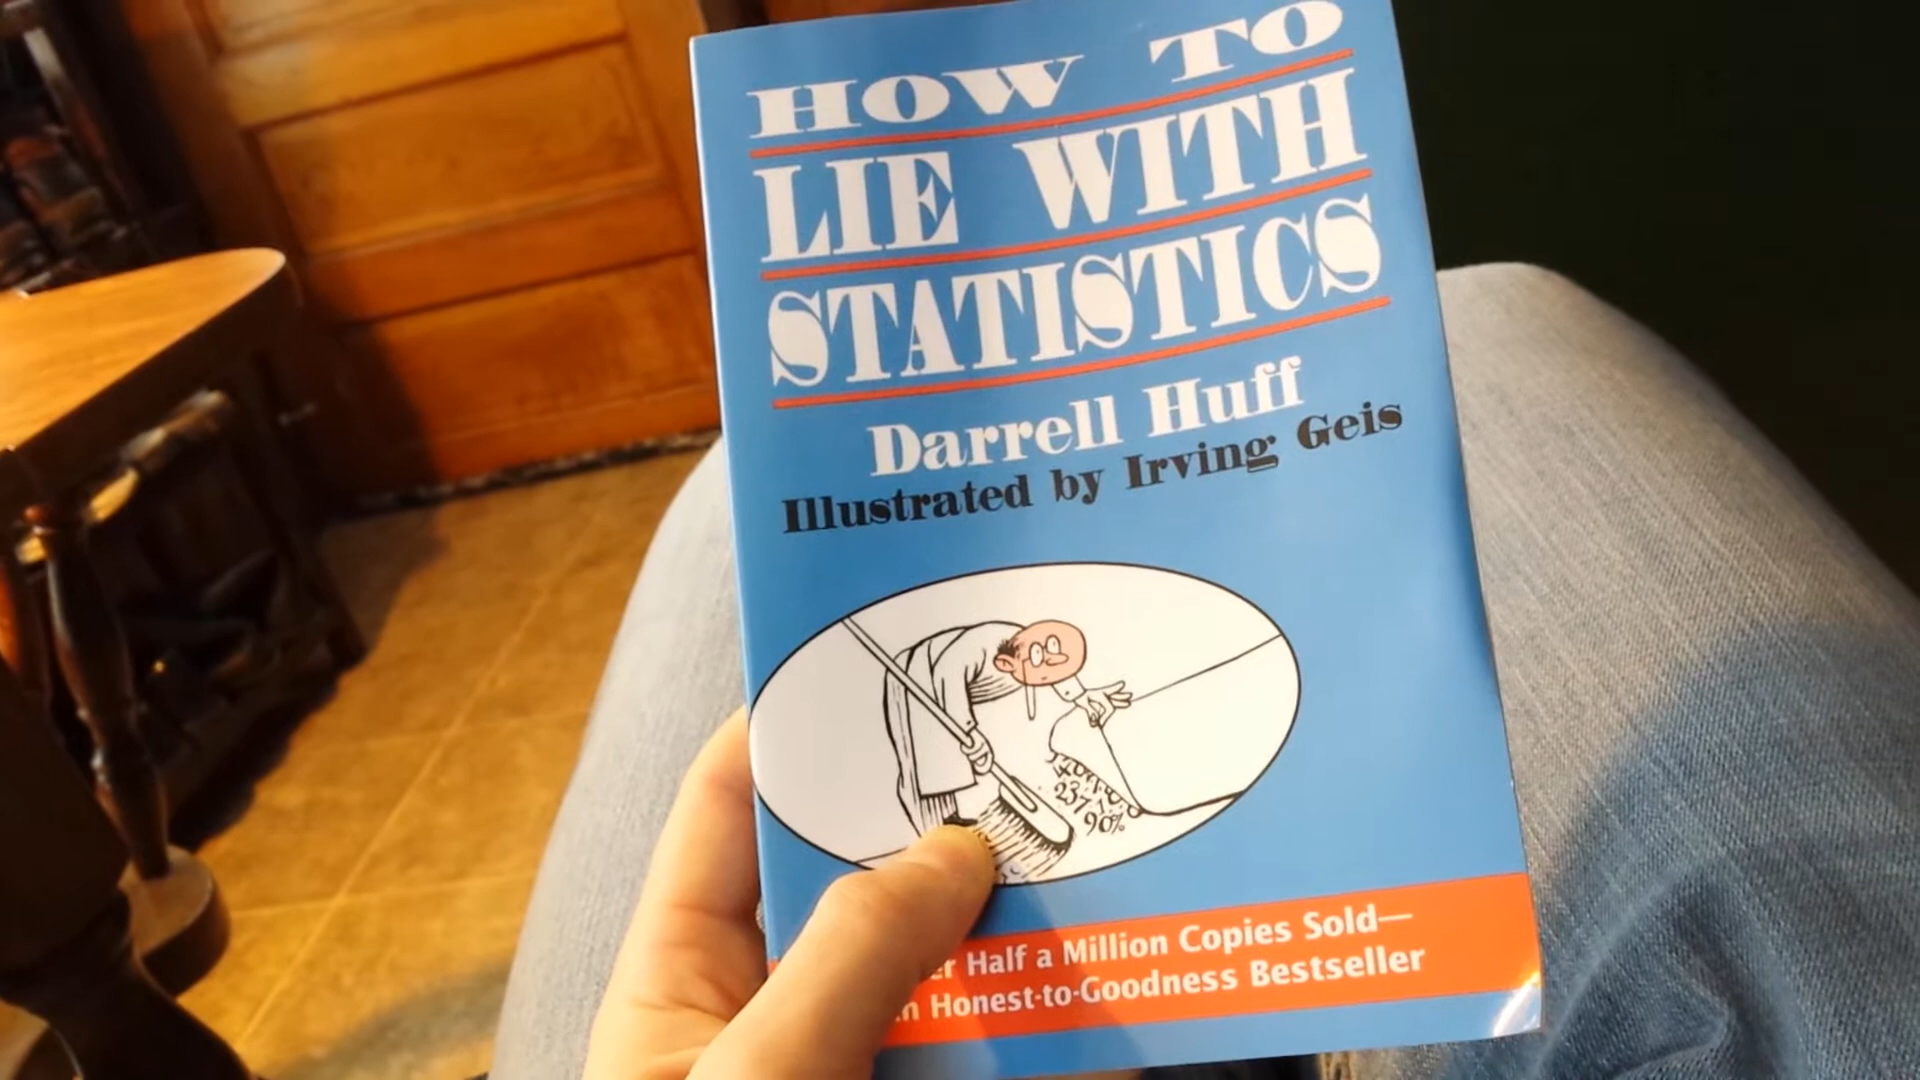 HOW TO
LIE WITH
STATISTICS
Darrell Huff
Illustrated by Irving Geis
237
90%
Half a Million Copies Sold—
Honest-to-Goodness Bestseller